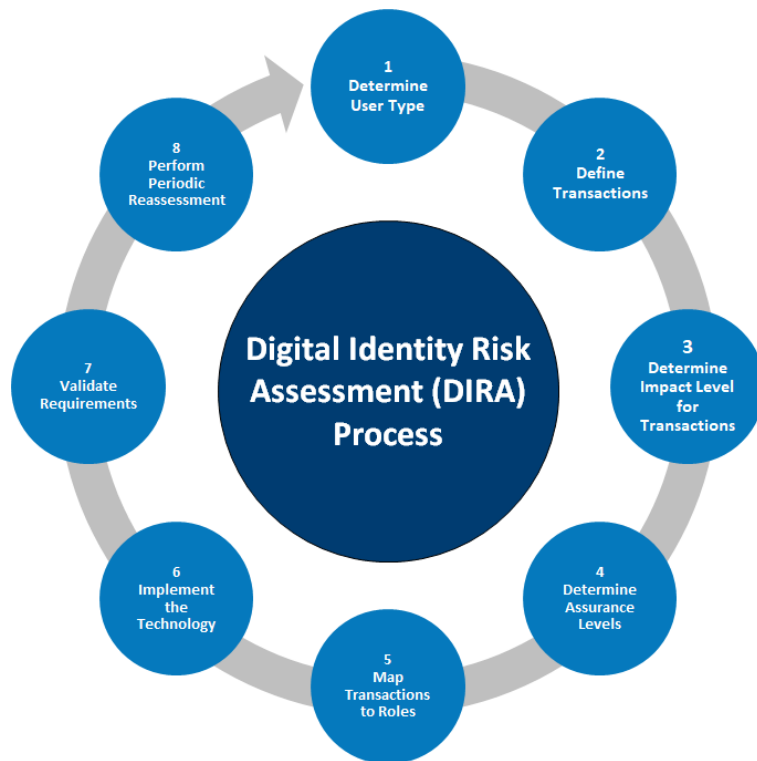 1
Determine
User Type
2
Define
Transactions
3
Determine
Impact Level
for
Transactions
4
Determine
Assurance
Levels
5
Map
Transactions
to Roles
6
Implement
the
Technology
7
Validate
Requirements
8
Perform
Periodic
Reassessment
Digital Identity Risk
Assessment (DIRA)
Process